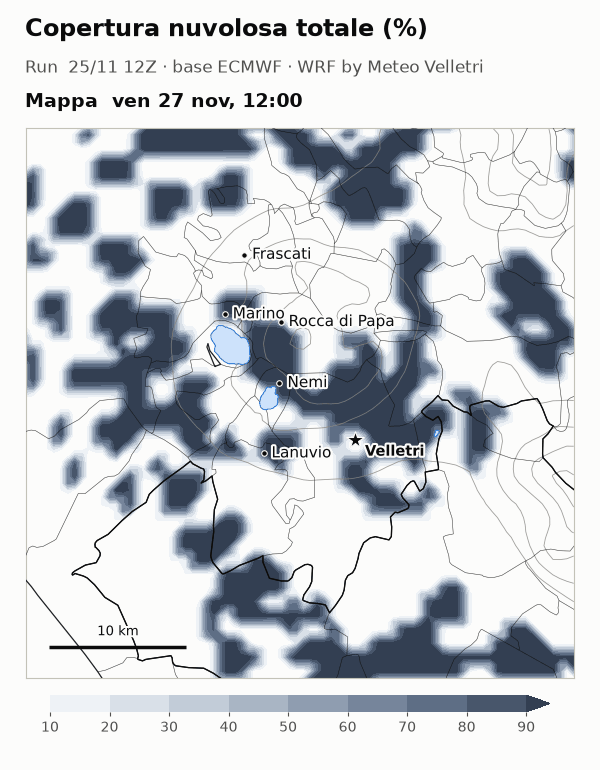 Copertura nuvolosa totale (%)
Run 25/11 12Z · base ECMWF · WRF by Meteo Velletri
Mappa ven 27 nov, 12:00
Frascati
Marino
Rocca di Papa
Nemi
Velletri
Lanuvio
10 km
10 20 30 40 50 60 70 80 90